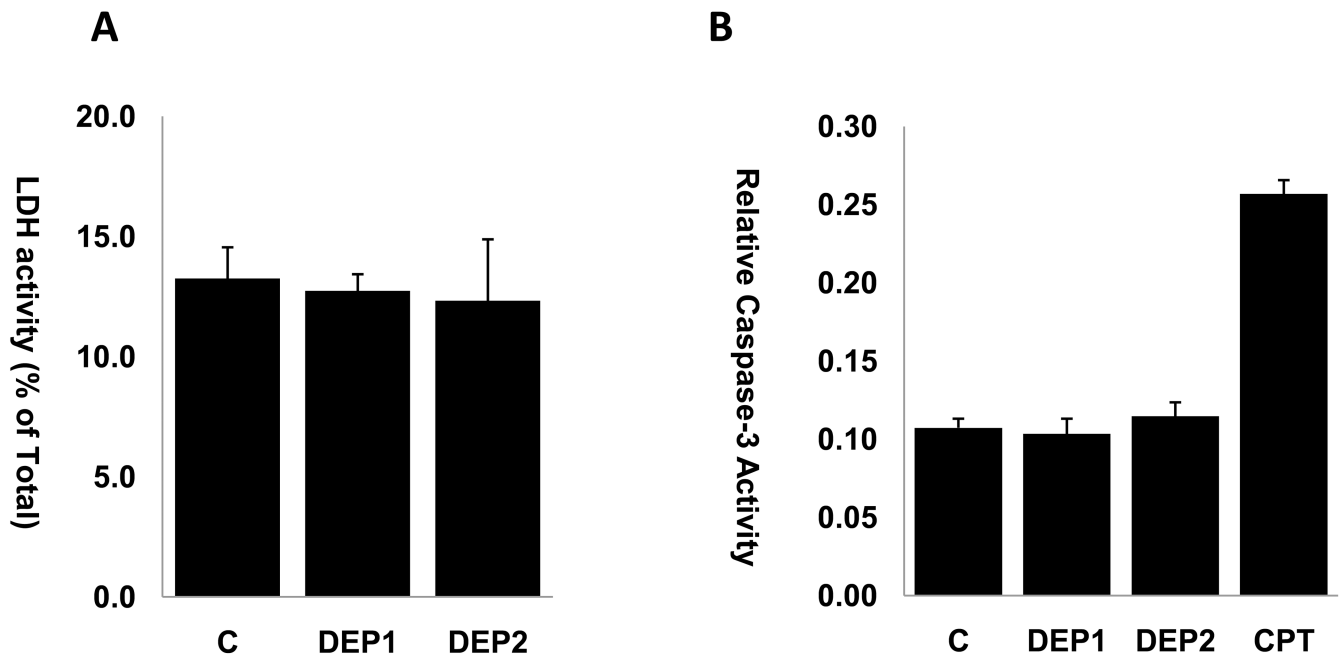 A
LDH activity (% of Total)
20.0
15.0
10.0
5.0
0.0
C DEP1 DEP2
B
Relative Caspase-3 Activity
0.30
0.25
0.20
0.15
0.10
0.05
0.00
C DEP1 DEP2 CPT